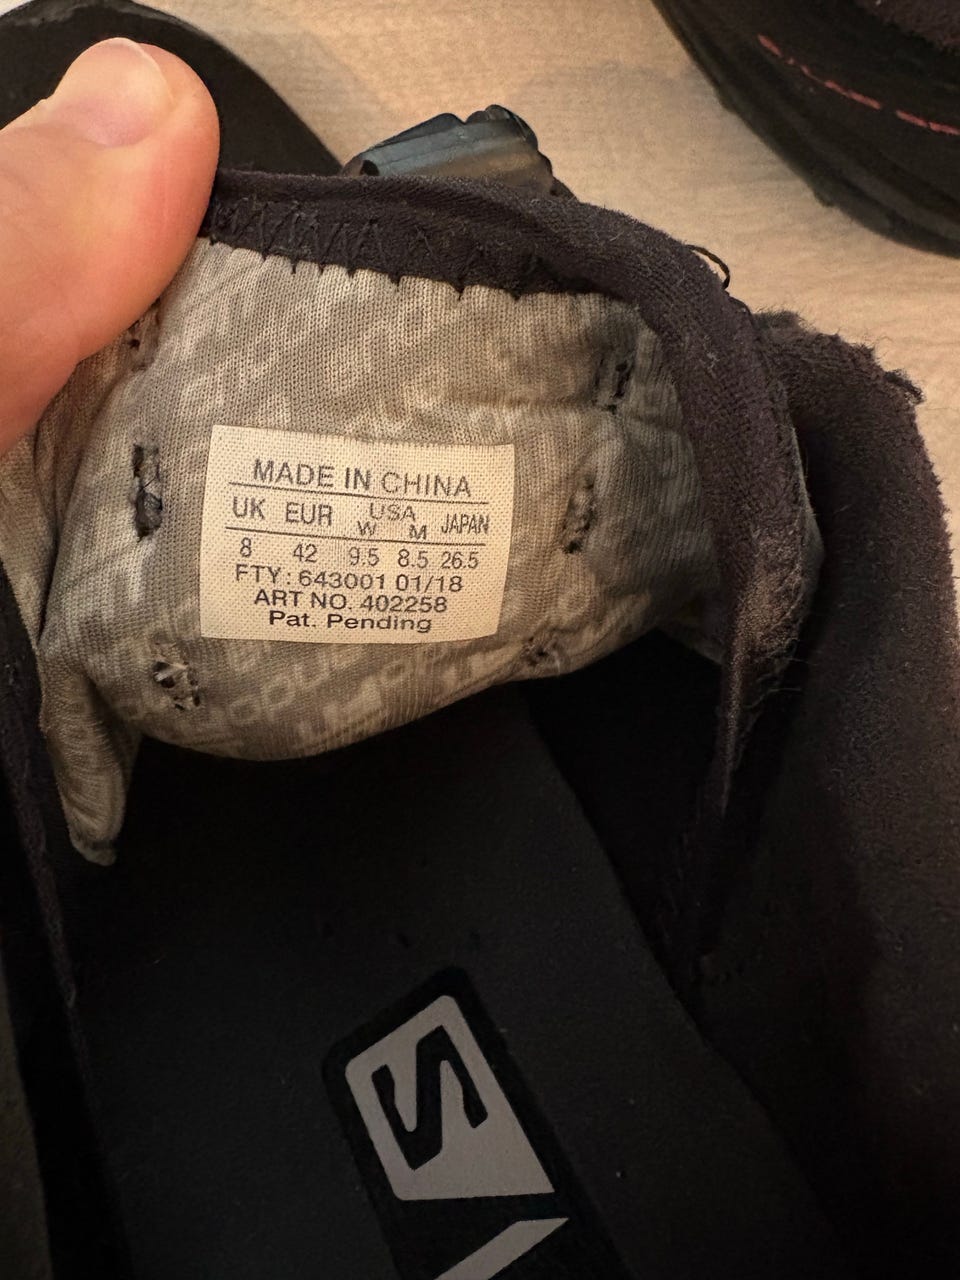 MADE IN CHINA
UK EUR USA W M JAPAN
8 42 9.5 8.5 26.5
FTY: 643001 01/18
ART NO. 402258
Pat. Pending
S